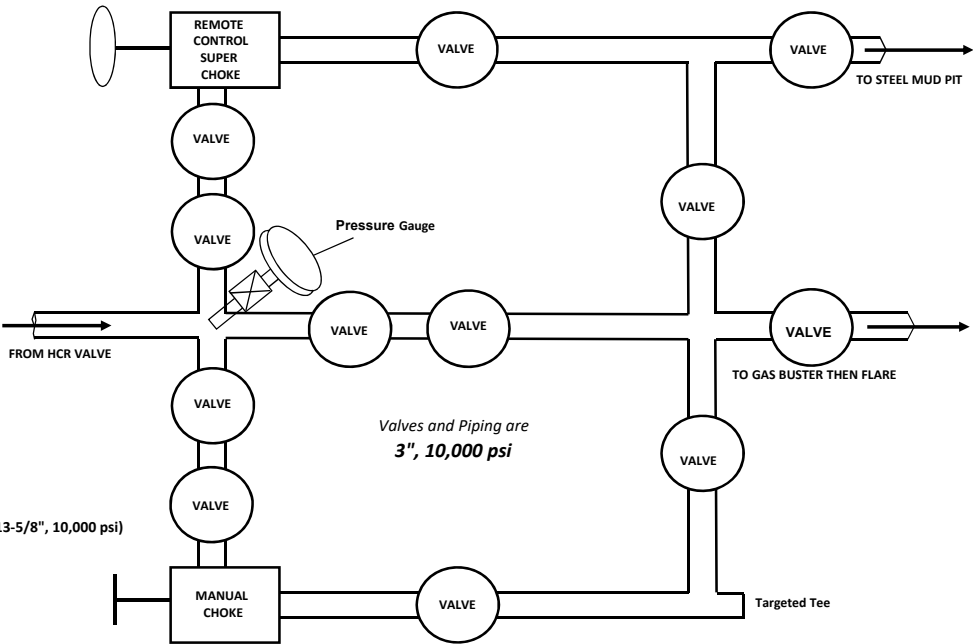 REMOTE
CONTROL
SUPER
CHOKE
VALVE
VALVE
TO STEEL MUD PIT
VALVE
VALVE
VALVE
Pressure Gauge
FROM HCR VALVE
VALVE
VALVE
VALVE
TO GAS BUSTER THEN FLARE
VALVE
Valves and Piping are
3", 10,000 psi
VALVE
VALVE
13-5/8", 10,000 psi)
MANUAL
CHOKE
VALVE
Targeted Tee